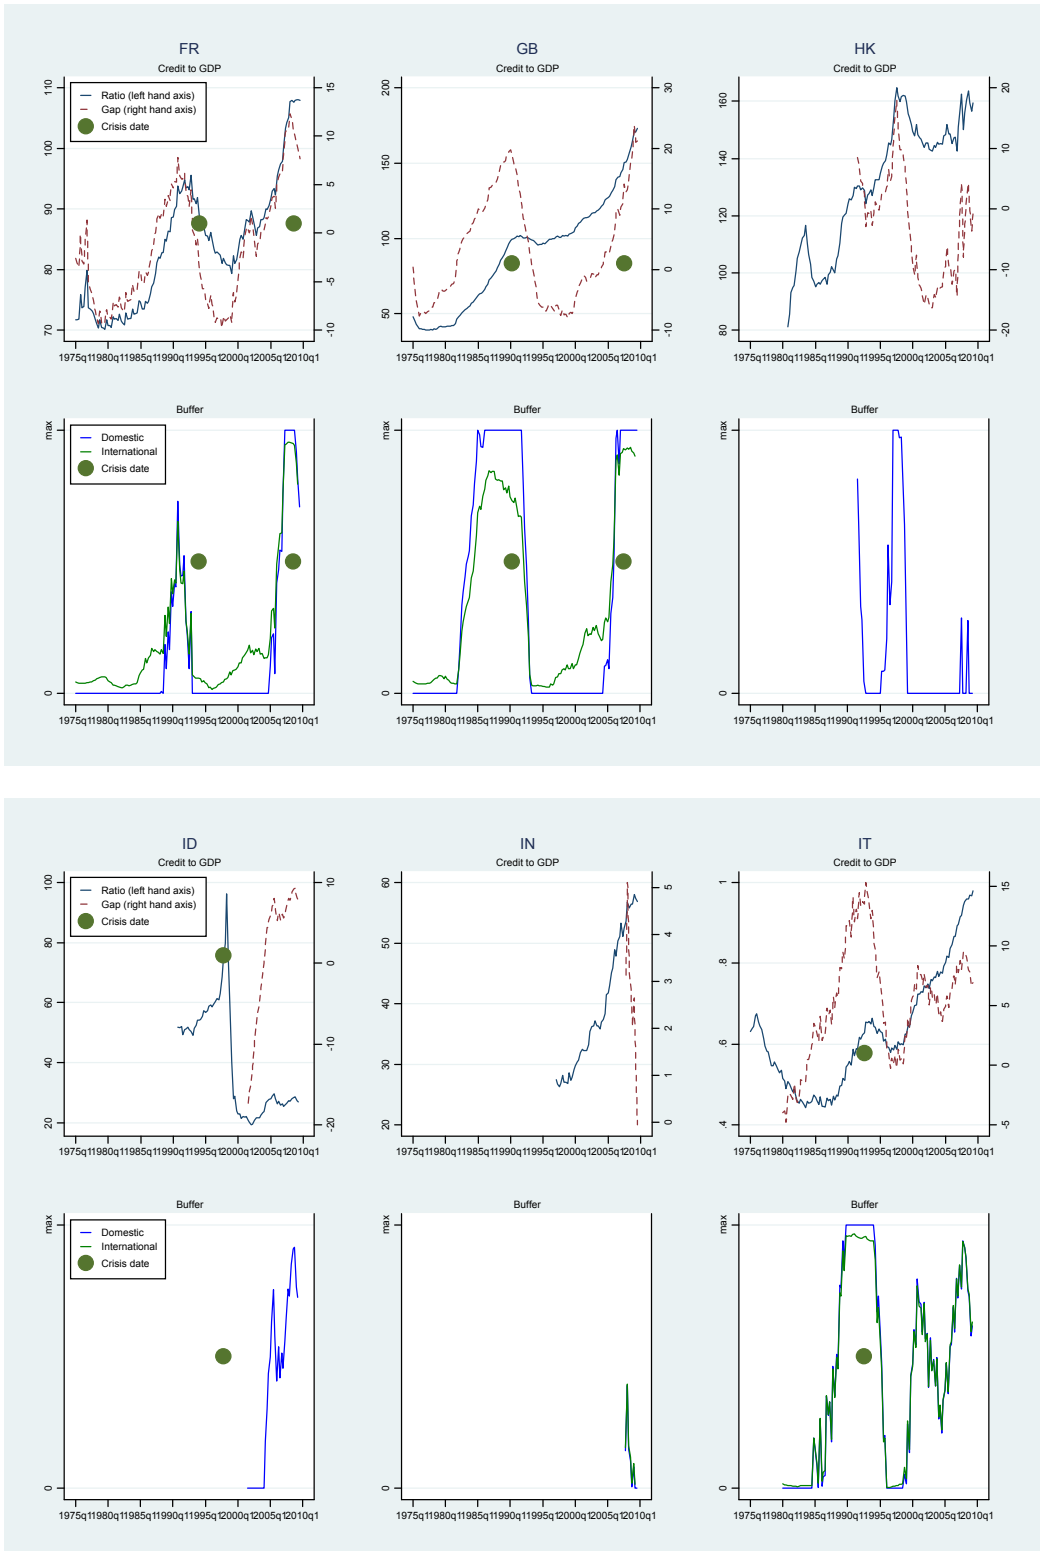 FR
Credit to GDP
Ratio (left hand axis)
Gap (right hand axis)
Crisis date
110
100
90
80
70
15
10
5
0
-5
-10
1975q11980q11985q11990q11995q12000q12005q12010q1
GB
Credit to GDP
200
150
100
50
30
20
10
0
-10
1975q11980q11985q11990q11995q12000q12005q12010q1
HK
Credit to GDP
160
140
120
100
80
20
10
0
-10
-20
1975q11980q11985q11990q11995q12000q12005q12010q1
Buffer
Domestic
International
Crisis date
max
0
1975q11980q11985q11990q11995q12000q12005q12010q1
Buffer
max
0
1975q11980q11985q11990q11995q12000q12005q12010q1
Buffer
max
0
1975q11980q11985q11990q11995q12000q12005q12010q1
ID
Credit to GDP
Ratio (left hand axis)
Gap (right hand axis)
Crisis date
100
80
60
40
20
10
0
-10
-20
1975q11980q11985q11990q11995q12000q12005q12010q1
IN
Credit to GDP
60
50
40
30
20
5
4
3
2
1
0
1975q11980q11985q11990q11995q12000q12005q12010q1
IT
Credit to GDP
1
.8
.6
.4
15
10
5
0
-5
1975q11980q11985q11990q11995q12000q12005q12010q1
Buffer
Domestic
International
Crisis date
max
0
1975q11980q11985q11990q11995q12000q12005q12010q1
Buffer
max
0
1975q11980q11985q11990q11995q12000q12005q12010q1
Buffer
max
0
1975q11980q11985q11990q11995q12000q12005q12010q1